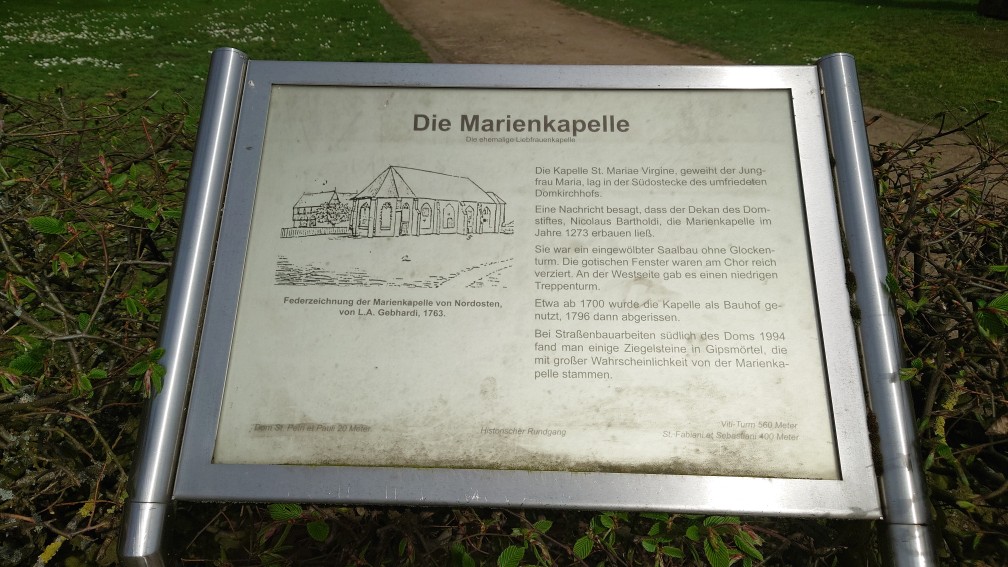 Die Marienkapelle
Die ehemalige Liebfrauenkapelle
Die Kapelle St. Mariae Virgine, geweiht der Jung-
frau Maria, lag in der Südostecke des umfriedeten
Domkirchhofs.
Eine Nachricht besagt, dass der Dekan des Dom-
stiftes, Nicolaus Bartholdi, die Marienkapelle im
Jahre 1273 erbauen ließ.
Sie war ein eingewölbter Saalbau ohne Glocken-
turm. Die gotischen Fenster waren am Chor reich
verziert. An der Westseite gab es einen niedrigen
Treppenturm.
Etwa ab 1700 wurde die Kapelle als Bauhof ge-
nutzt, 1796 dann abgerissen.
Bei Straßenbauarbeiten südlich des Doms 1994
fand man einige Ziegelsteine in Gipsmörtel, die
mit großer Wahrscheinlichkeit von der Marienka-
pelle stammen.
Federzeichnung der Marienkapelle von Nordosten,
von L.A. Gebhardi, 1763.
Dom St. Petri et Pauli 20 Meter
Historischer Rundgang
Viti-Turm 560 Meter
St. Fabiani et Sebastiani 400 Meter